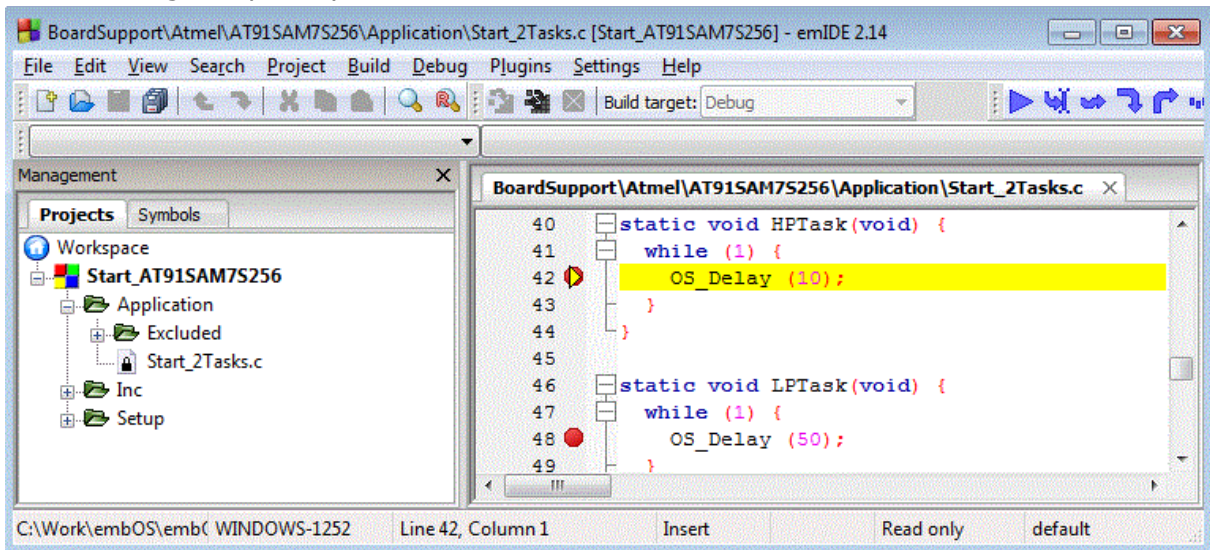 BoardSupport\Atmel\AT91SAM7S256\Application\Start_2Tasks.c [Start_AT91SAM7S256] - emIDE 2.14
File Edit View Search Project Build Debug Plugins Settings Help
Build target: Debug
Management
BoardSupport\Atmel\AT91SAM7S256\Application\Start_2Tasks.c
Projects Symbols
Workspace
Start_AT91SAM7S256
Application
Excluded
Start_2Tasks.c
Inc
Setup
40 static void HPTask(void) {
41 while (1) {
42 OS_Delay (10);
43 }
44 }
45
46 static void LPTask(void) {
47 while (1) {
48 OS_Delay (50);
49 }
C:\Work\embOS\emb( WINDOWS-1252 Line 42, Column 1 Insert Read only default